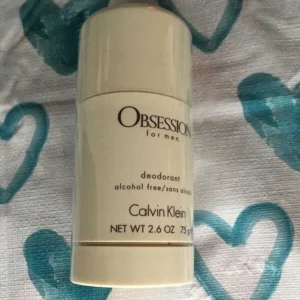 OBSESSION
for men
deodorant
alcohol free/sans alcool
Calvin Klein
NET WT 2.6 OZ 75 g